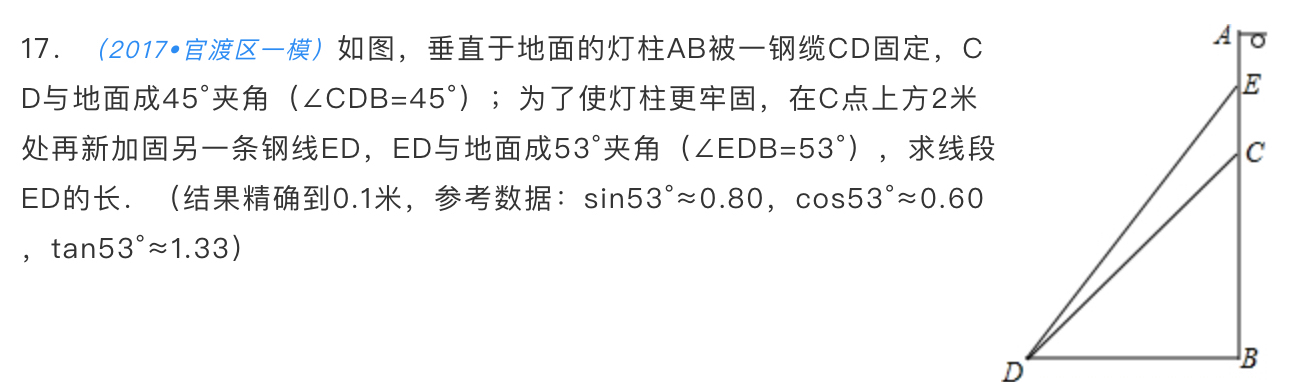 17. （2017•官渡区一模）如图，垂直于地面的灯柱AB被一钢缆CD固定，C
D与地面成45°夹角（∠CDB=45°）；为了使灯柱更牢固，在C点上方2米
处再新加固另一条钢线ED，ED与地面成53°夹角（∠EDB=53°），求线段
ED的长．（结果精确到0.1米，参考数据：sin53°≈0.80，cos53°≈0.60
，tan53°≈1.33）
A
E
C
D
B